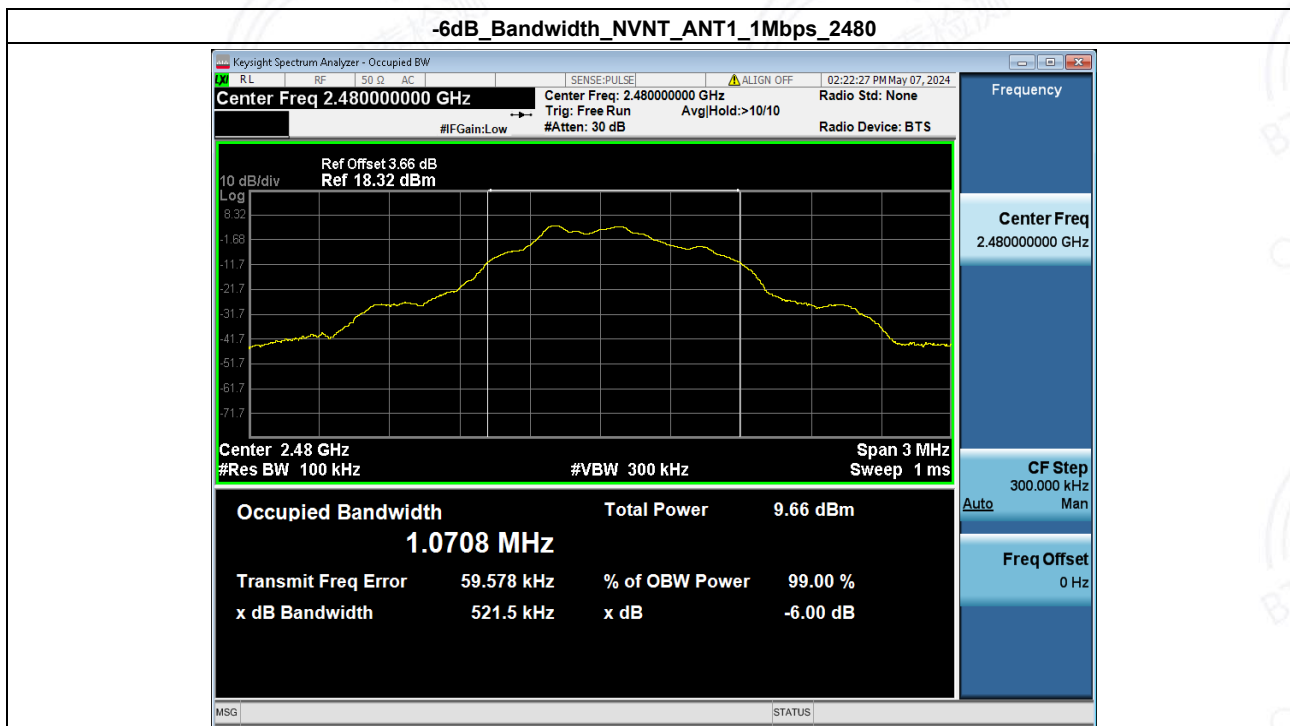 -6dB_Bandwidth_NVNT_ANT1_1Mbps_2480
Keysight Spectrum Analyzer - Occupied BW
LXI RL RF 50 Ω AC SENSE:PULSE ALIGN OFF 02:22:27 PM May 07, 2024
Center Freq 2.480000000 GHz
Center Freq: 2.480000000 GHz Radio Std: None
Trig: Free Run Avg|Hold:>10/10
#IFGain:Low #Atten: 30 dB Radio Device: BTS
Ref Offset 3.66 dB
10 dB/div Ref 18.32 dBm
Log
8.32
-1.68
-11.7
-21.7
-31.7
-41.7
-51.7
-61.7
-71.7
Center 2.48 GHz Span 3 MHz
#Res BW 100 kHz #VBW 300 kHz Sweep 1 ms
Occupied Bandwidth Total Power 9.66 dBm
1.0708 MHz
Transmit Freq Error 59.578 kHz % of OBW Power 99.00 %
x dB Bandwidth 521.5 kHz x dB -6.00 dB
MSG STATUS
Frequency
Center Freq
2.480000000 GHz
CF Step
300.000 kHz
Auto Man
Freq Offset
0 Hz